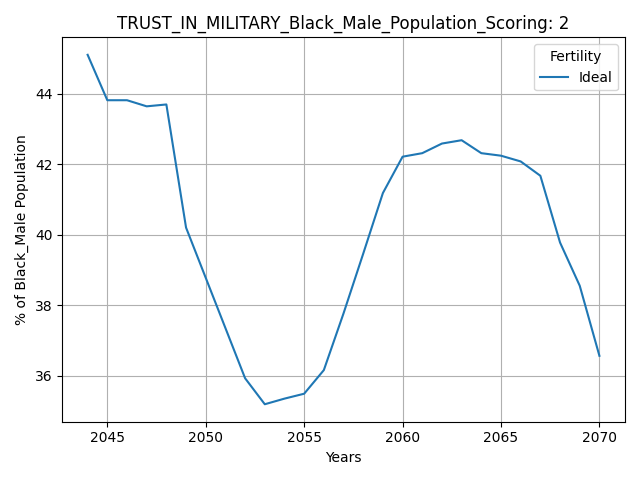 TRUST_IN_MILITARY_Black_Male_Population_Scoring: 2
Fertility
Ideal
% of Black_Male Population
44
42
40
38
36
2045 2050 2055 2060 2065 2070
Years